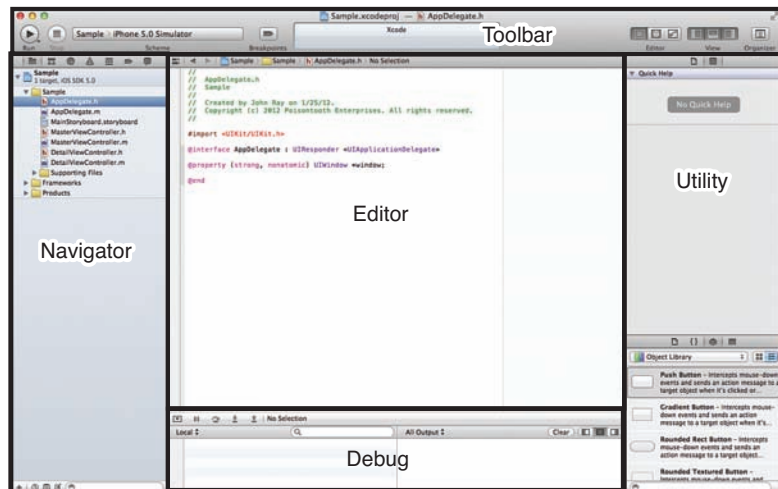 Sample.xcodeproj — AppDelegate.h
Run Stop Sample iPhone 5.0 Simulator Scheme Breakpoints
Xcode
Toolbar
Editor View Organizer
Sample
1 target, iOS SDK 5.0
Sample
AppDelegate.h
AppDelegate.m
MainStoryboard.storyboard
MasterViewController.h
MasterViewController.m
DetailViewController.h
DetailViewController.m
Supporting Files
Frameworks
Products
Navigator
Sample Sample AppDelegate.h No Selection
//
// AppDelegate.h
// Sample
//
// Created by John Ray on 1/25/12.
// Copyright (c) 2012 Poisontooth Enterprises. All rights reserved.
//
#import <UIKit/UIKit.h>
@interface AppDelegate : UIResponder <UIApplicationDelegate>
@property (strong, nonatomic) UIWindow *window;
@end
Editor
No Selection
Local All Output Clear
Debug
Quick Help
No Quick Help
Utility
{}
Object Library
Push Button – Intercepts mouse-down
events and sends an action message to a
target object when it's clicked or...
Gradient Button – Intercepts mouse-
down events and sends an action
message to a target object when it's...
Rounded Rect Button – Intercepts
mouse-down events and sends an
action message to a target object...
Rounded Textured Button –
Intercepts mouse-down events and